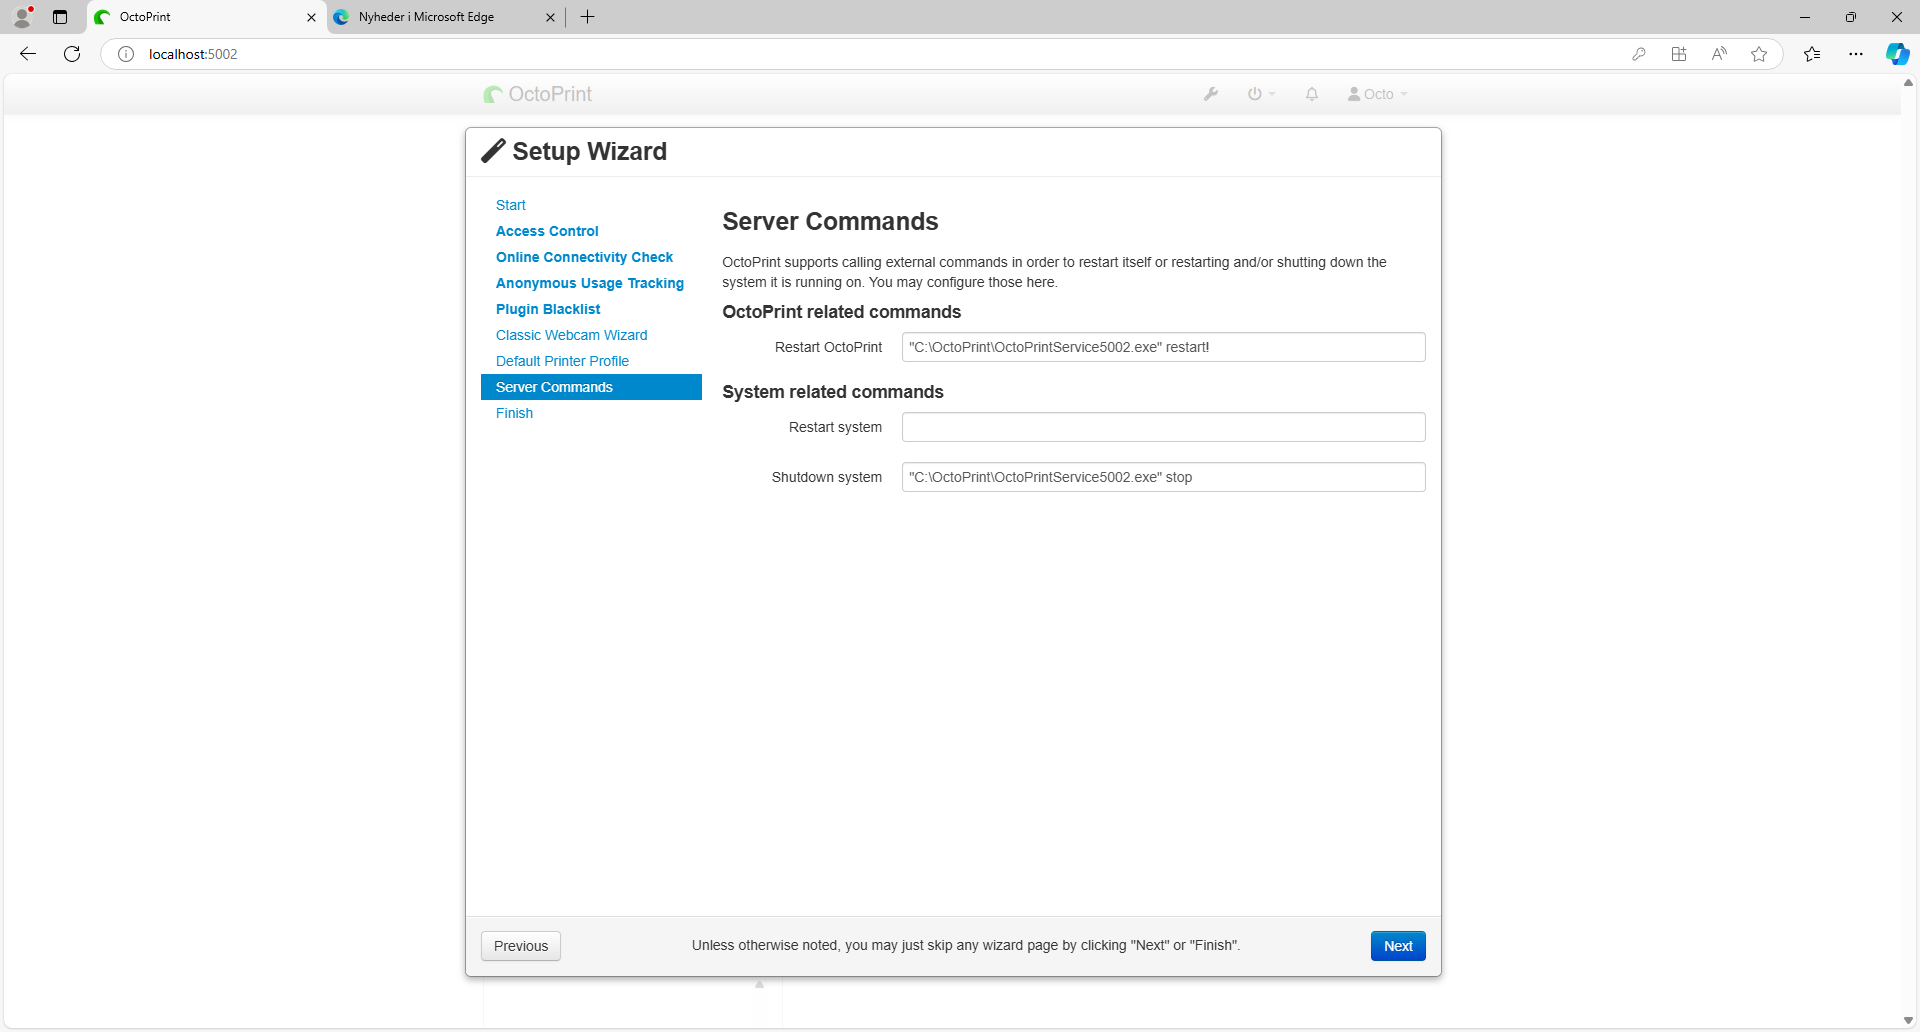 OctoPrint
Nyheder i Microsoft Edge
localhost:5002
OctoPrint
Octo
Setup Wizard
Start
Access Control
Online Connectivity Check
Anonymous Usage Tracking
Plugin Blacklist
Classic Webcam Wizard
Default Printer Profile
Server Commands
Finish
Server Commands
OctoPrint supports calling external commands in order to restart itself or restarting and/or shutting down the
system it is running on. You may configure those here.
OctoPrint related commands
Restart OctoPrint
"C:\OctoPrint\OctoPrintService5002.exe" restart!
System related commands
Restart system
Shutdown system
"C:\OctoPrint\OctoPrintService5002.exe" stop
Previous
Unless otherwise noted, you may just skip any wizard page by clicking "Next" or "Finish".
Next